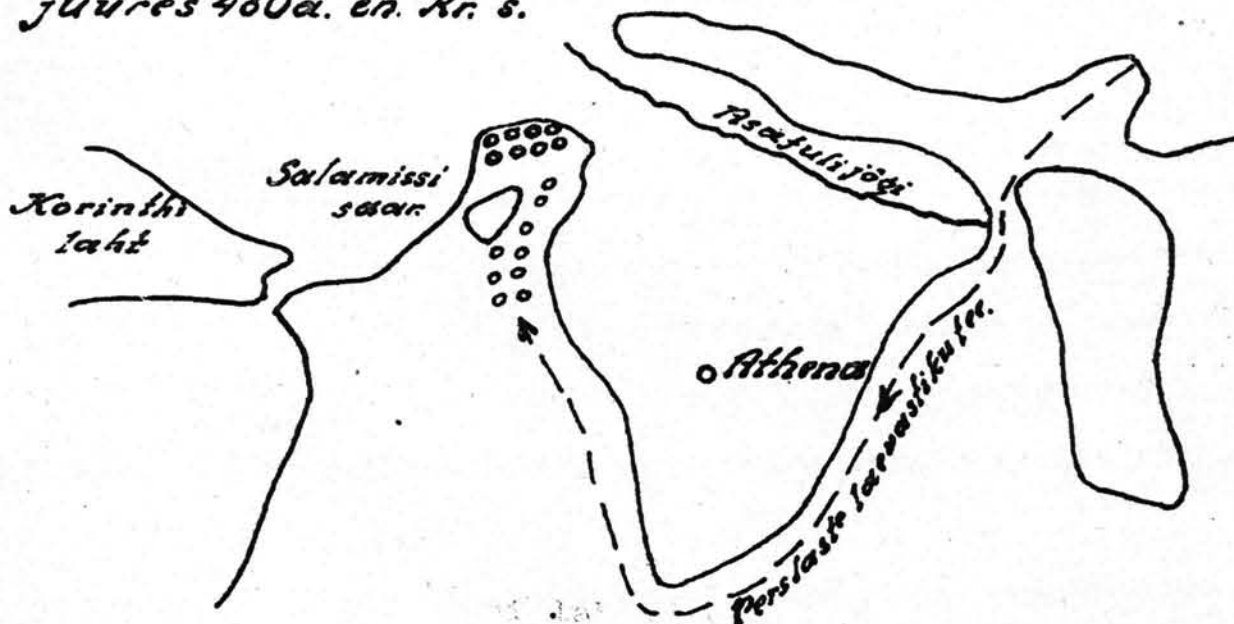 juures 480a. en. Kr. s.
Salamissi
saar.
Korinthi
laht
Asafuli jõgi
Athena
Perslaste laevastiku tee.